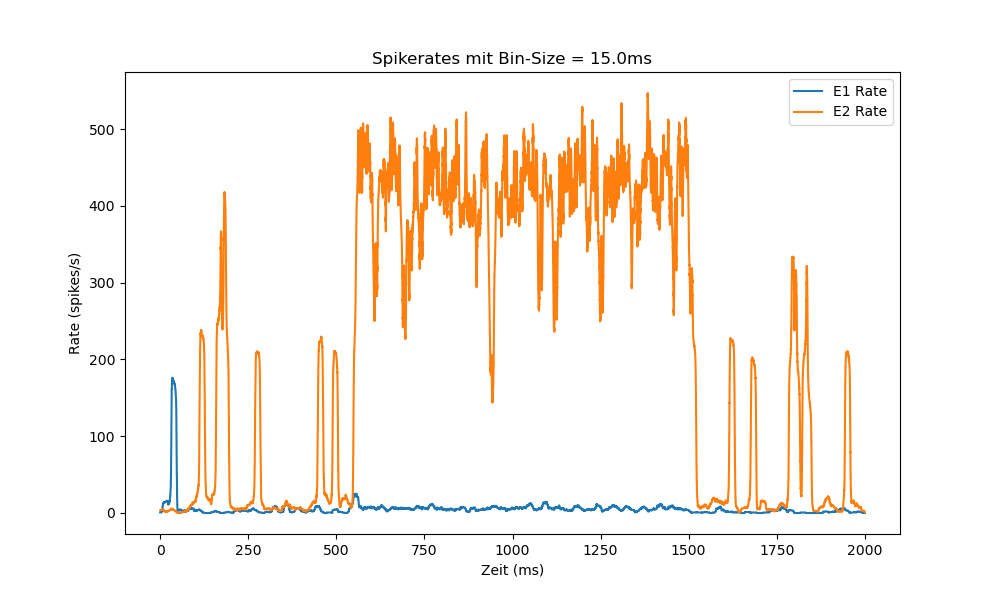 Spikerates mit Bin-Size = 15.0ms
E1 Rate
E2 Rate
Rate (spikes/s)
500
400
300
200
100
0
0 250 500 750 1000 1250 1500 1750 2000
Zeit (ms)